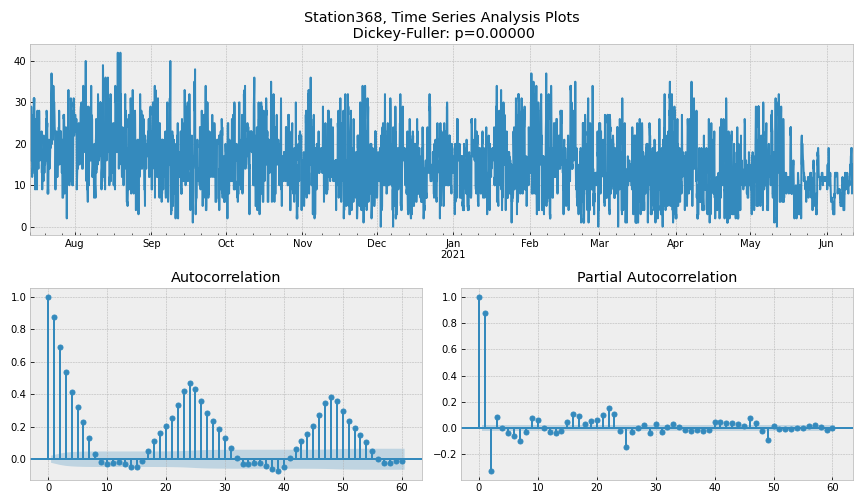 Station368, Time Series Analysis Plots
Dickey-Fuller: p=0.00000
40
30
20
10
0
Aug Sep Oct Nov Dec Jan Feb Mar Apr May Jun
2021
Autocorrelation
1.0
0.8
0.6
0.4
0.2
0.0
0 10 20 30 40 50 60
Partial Autocorrelation
1.0
0.8
0.6
0.4
0.2
0.0
−0.2
0 10 20 30 40 50 60